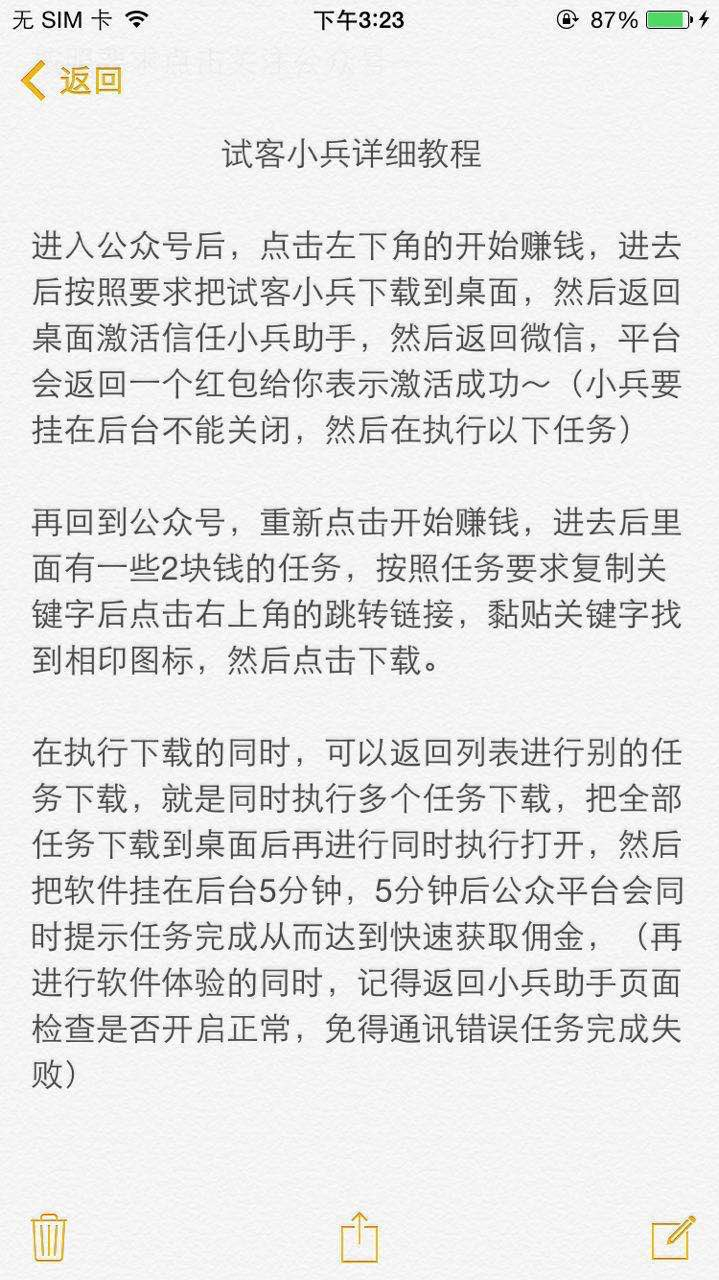 无 SIM 卡 下午3:23 87%
返回
试客小兵详细教程
进入公众号后，点击左下角的开始赚钱，进去
后按照要求把试客小兵下载到桌面，然后返回
桌面激活信任小兵助手，然后返回微信，平台
会返回一个红包给你表示激活成功～（小兵要
挂在后台不能关闭，然后在执行以下任务）
再回到公众号，重新点击开始赚钱，进去后里
面有一些2块钱的任务，按照任务要求复制关
键字后点击右上角的跳转链接，黏贴关键字找
到相印图标，然后点击下载。
在执行下载的同时，可以返回列表进行别的任
务下载，就是同时执行多个任务下载，把全部
任务下载到桌面后再进行同时执行打开，然后
把软件挂在后台5分钟，5分钟后公众平台会同
时提示任务完成从而达到快速获取佣金，（再
进行软件体验的同时，记得返回小兵助手页面
检查是否开启正常，免得通讯错误任务完成失
败）